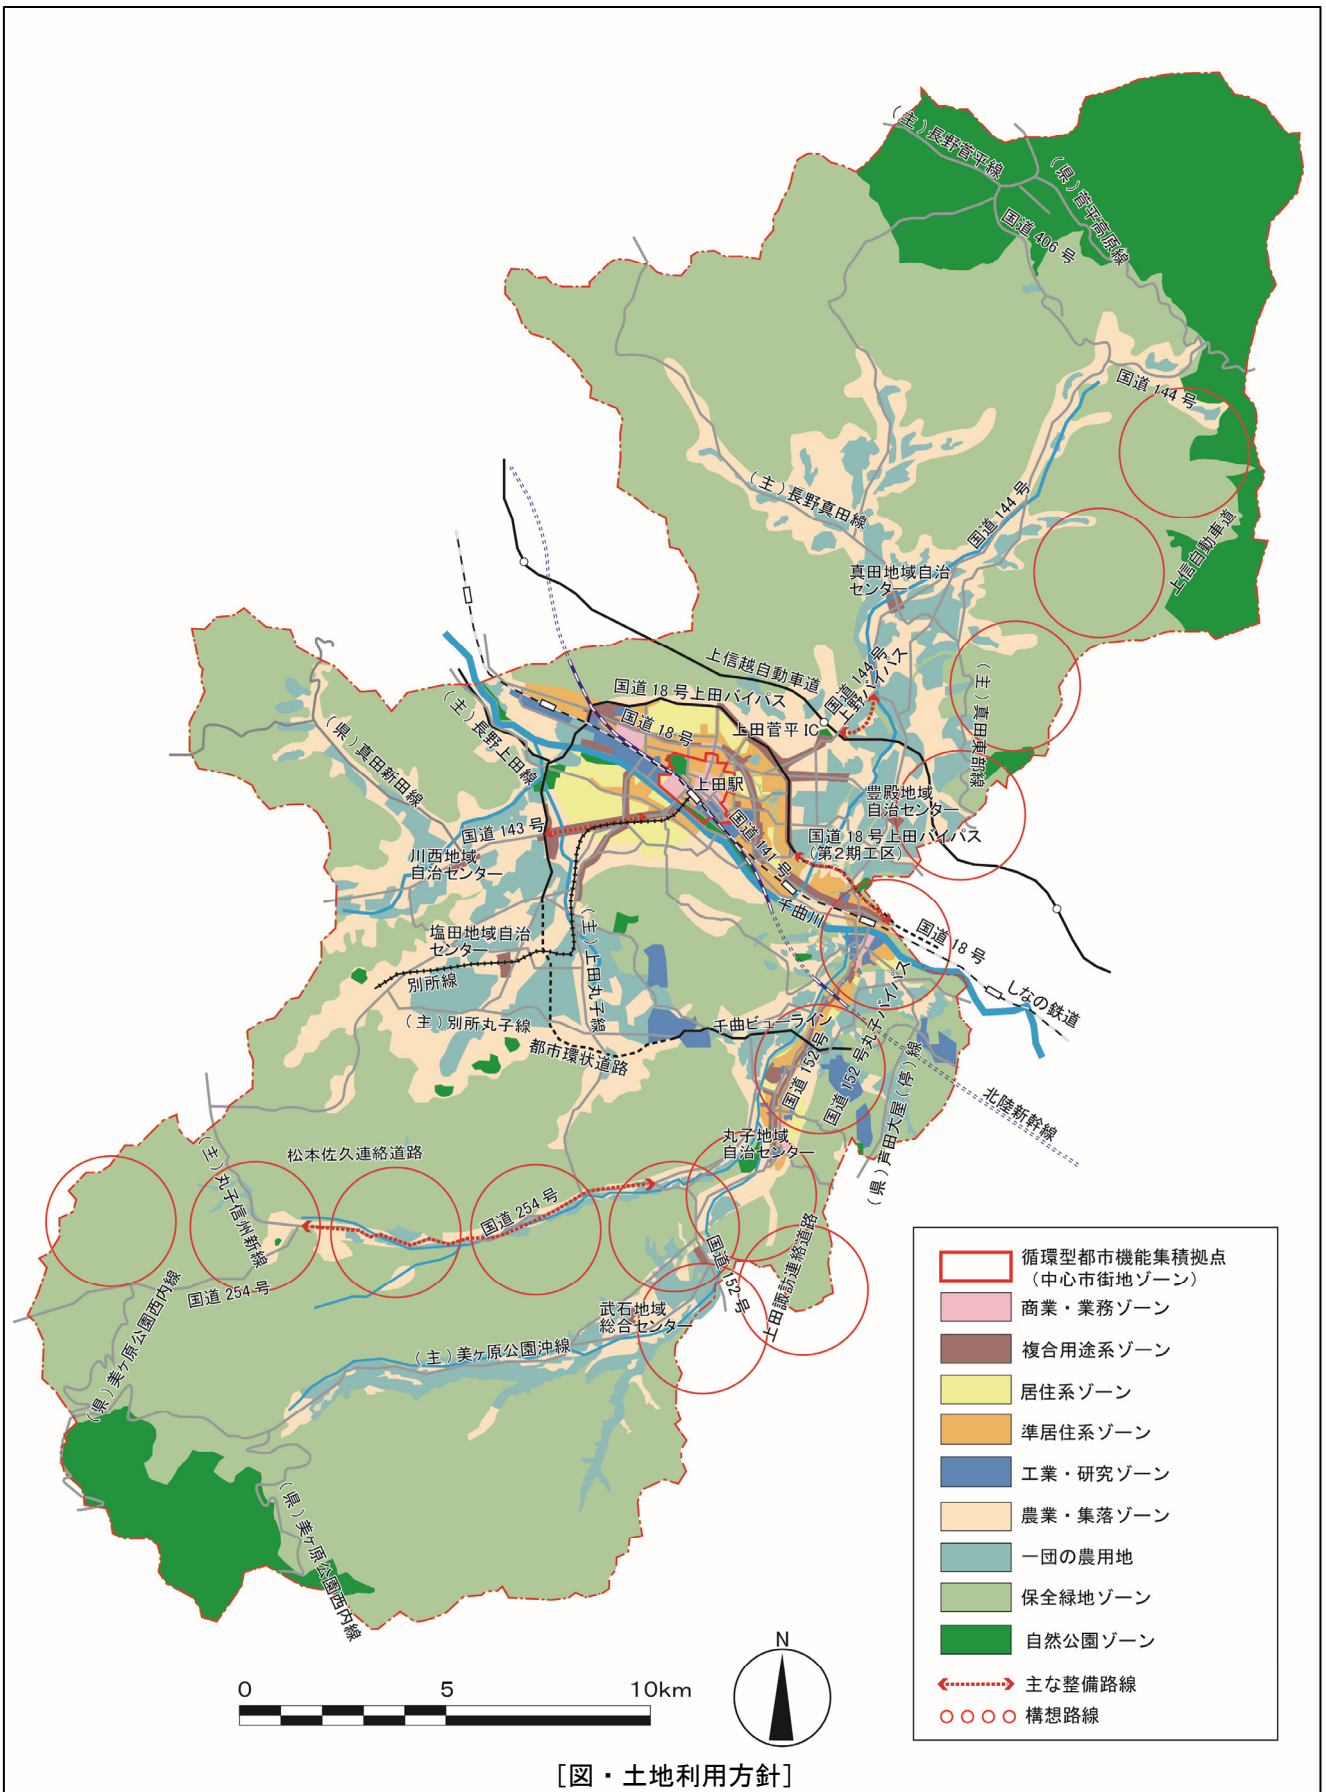 (主)長野菅平線
(県)菅平高原線
国道 406 号
国道 144 号
(主)長野真田線
国道 144 号
上信自動車道
真田地域自治
センター
上信越自動車道
国道 144 号
上野バイパス
(主)真田東部線
国道 18 号上田バイパス
国道 18 号
上田菅平 IC
(主)長野上田線
(県)真田新田線
上田駅
豊殿地域
自治センター
国道 143 号
国道 141 号
国道 18 号上田バイパス
(第2期工区)
川西地域
自治センター
千曲川
国道 18 号
塩田地域自治
センター
(主)上田丸子線
別所線
しなの鉄道
(主)別所丸子線
千曲ビューライン
都市環状道路
国道 152 号
国道 152 号丸子バイパス
(県)芦田大屋(停)線
北陸新幹線
丸子地域
自治センター
松本佐久連絡道路
(主)丸子信州新線
国道 254 号
国道 152 号
上田諏訪連絡道路
国道 254 号
(県)美ヶ原公園西内線
武石地域
総合センター
(主)美ヶ原公園沖線
(県)美ヶ原公園西内線
循環型都市機能集積拠点
(中心市街地ゾーン)
商業・業務ゾーン
複合用途系ゾーン
居住系ゾーン
準居住系ゾーン
工業・研究ゾーン
農業・集落ゾーン
一団の農用地
保全緑地ゾーン
自然公園ゾーン
主な整備路線
構想路線
0 5 10km
N
[図・土地利用方針]